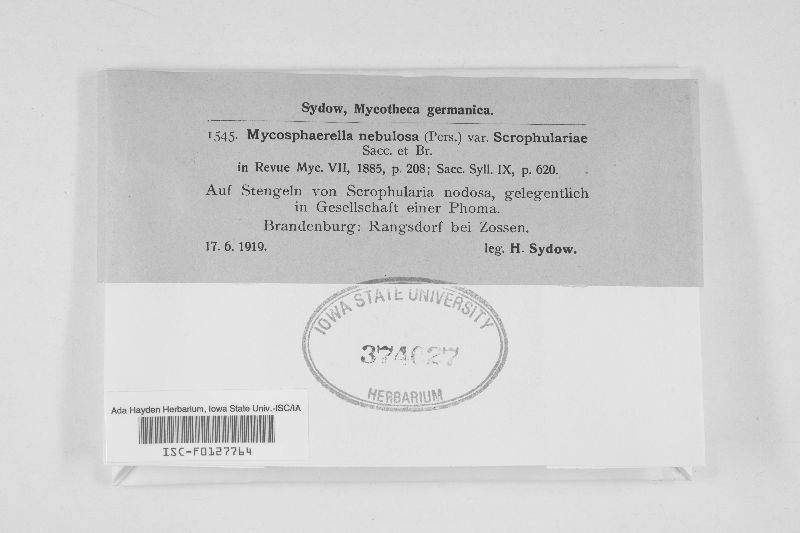 Sydow, Mycotheca germanica.
1545. Mycosphaerella nebulosa (Pers.) var. Scrophulariae
Sacc. et Br.
in Revue Myc. VII, 1885, p. 208; Sacc. Syll. IX, p. 620.
Auf Stengeln von Scrophularia nodosa, gelegentlich
in Gesellschaft einer Phoma.
Brandenburg: Rangsdorf bei Zossen.
17. 6. 1919. leg. H. Sydow.
IOWA STATE UNIVERSITY
374027
HERBARIUM
Ada Hayden Herbarium, Iowa State Univ.-ISC/IA
ISC-F0127764